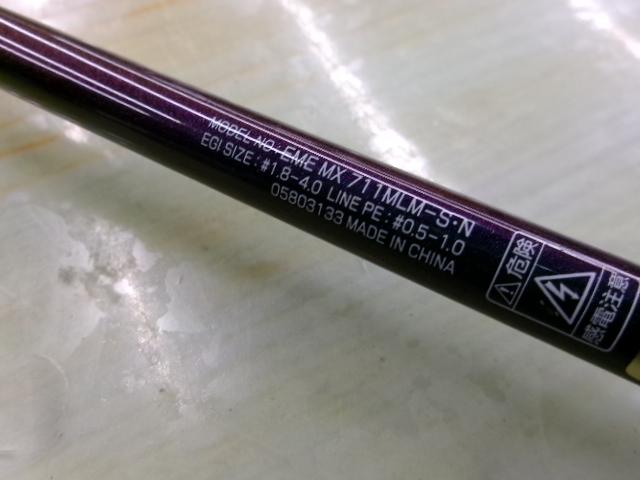 MODEL NO.: EME MX 711MLM-S・N
EGI SIZE : #1.8-4.0 LINE PE : #0.5-1.0
05803133 MADE IN CHINA
危険
感電注意